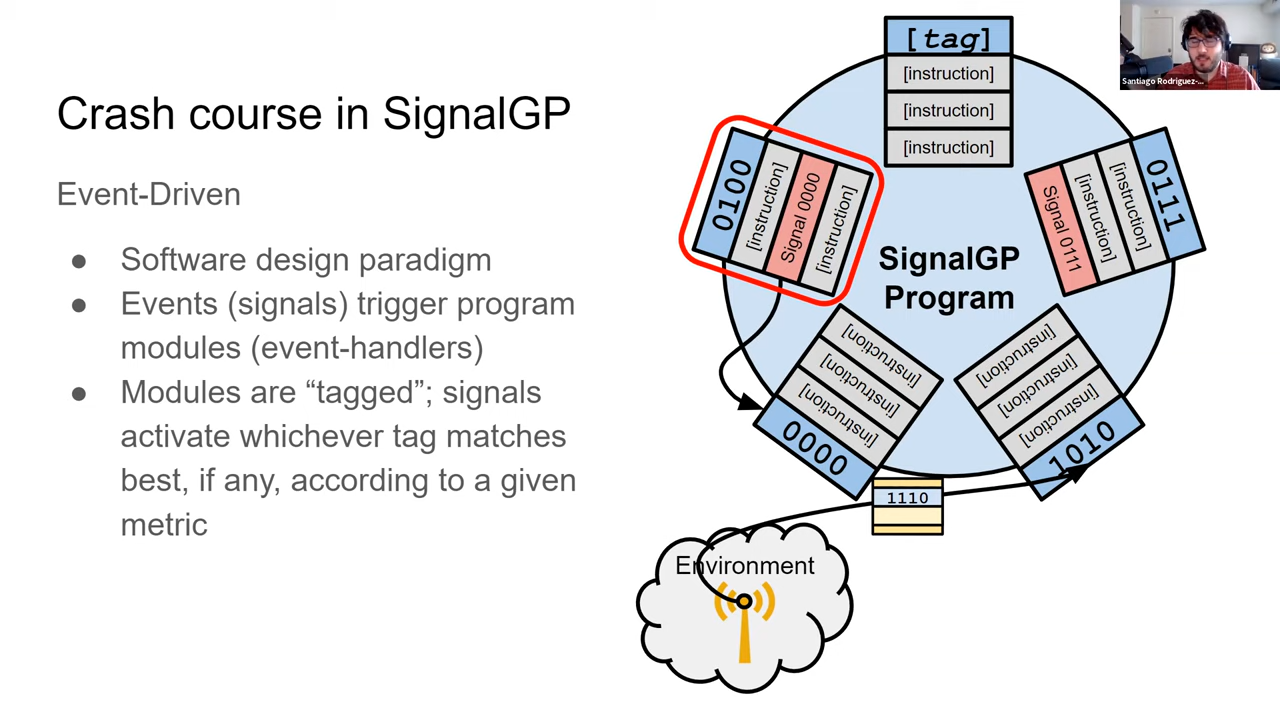 Crash course in SignalGP
Event-Driven
● Software design paradigm
● Events (signals) trigger program
modules (event-handlers)
● Modules are “tagged”; signals
activate whichever tag matches
best, if any, according to a given
metric
[tag]
[instruction]
[instruction]
[instruction]
0100
[instruction]
Signal 0000
[instruction]
Signal 0111
[instruction]
[instruction]
0111
SignalGP
Program
[instruction]
[instruction]
[instruction]
0000
[instruction]
[instruction]
[instruction]
1010
1110
Environment
Santiago Rodriguez-...